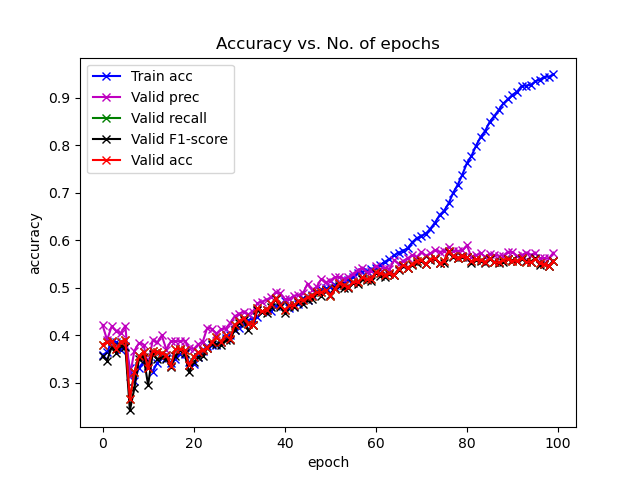 Accuracy vs. No. of epochs
Train acc
Valid prec
Valid recall
Valid F1-score
Valid acc
0.9
0.8
0.7
0.6
0.5
0.4
0.3
accuracy
0 20 40 60 80 100
epoch